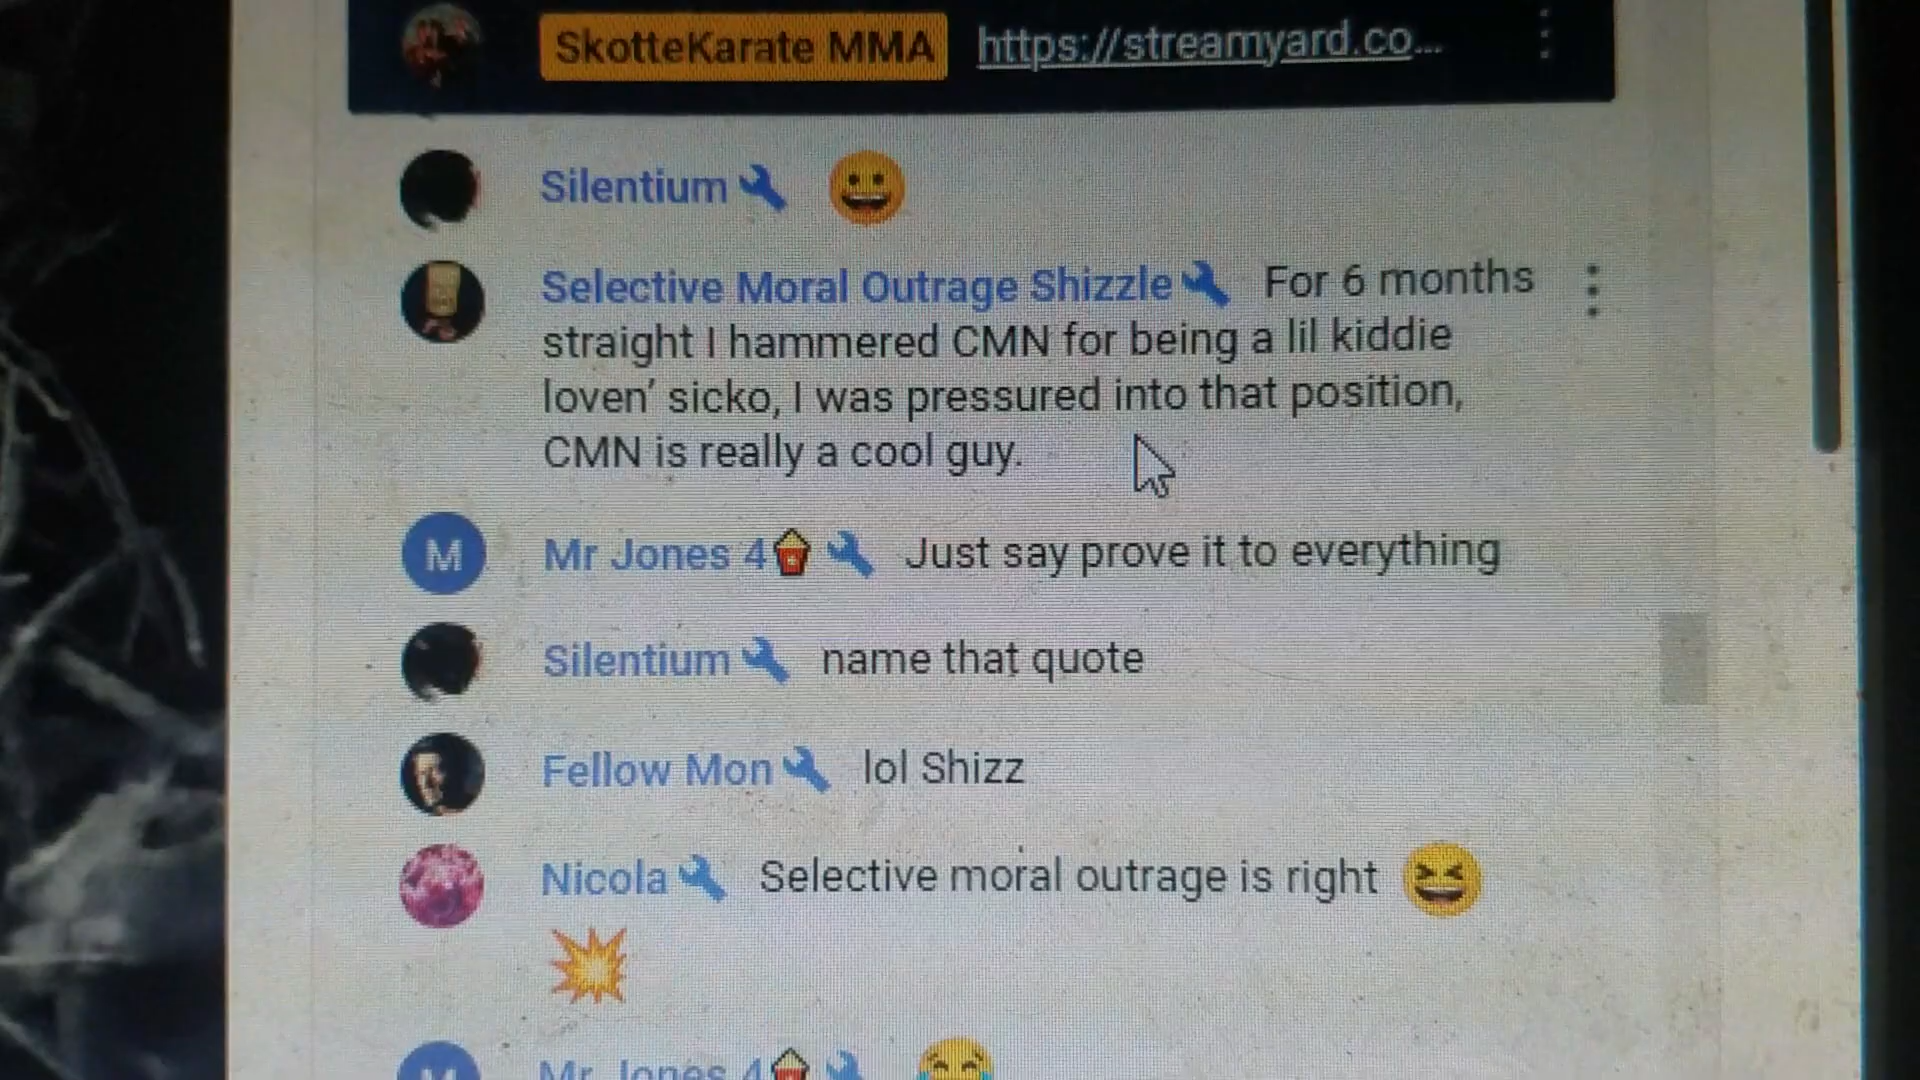 SkotteKarate MMA https://streamyard.co...
Silentium 😀
Selective Moral Outrage Shizzle For 6 months
straight I hammered CMN for being a lil kiddie
loven' sicko, I was pressured into that position,
CMN is really a cool guy.
M Mr Jones 4🍿 Just say prove it to everything
Silentium name that quote
Fellow Mon lol Shizz
Nicola Selective moral outrage is right 😆
💥
M Mr Jones 4🍿 😂